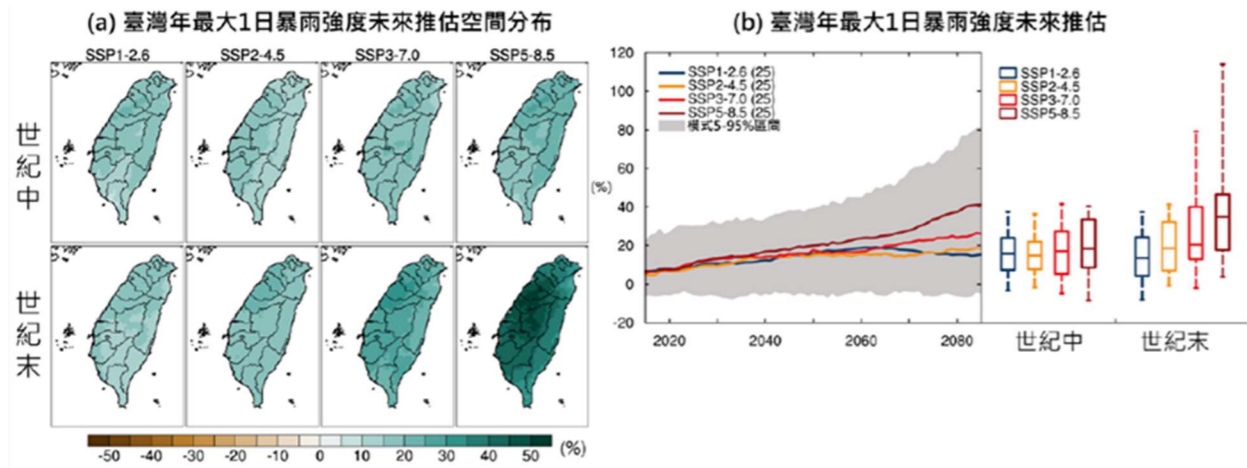 (a) 臺灣年最大1日暴雨強度未來推估空間分布
SSP1-2.6 SSP2-4.5 SSP3-7.0 SSP5-8.5
世紀中
世紀末
-50 -40 -30 -20 -10 0 10 20 30 40 50 (%)
(b) 臺灣年最大1日暴雨強度未來推估
120
100
80
60
40
20
0
-20
(%)
SSP1-2.6 (25)
SSP2-4.5 (25)
SSP3-7.0 (25)
SSP5-8.5 (25)
模式5-95%區間
2020 2040 2060 2080
SSP1-2.6
SSP2-4.5
SSP3-7.0
SSP5-8.5
世紀中 世紀末